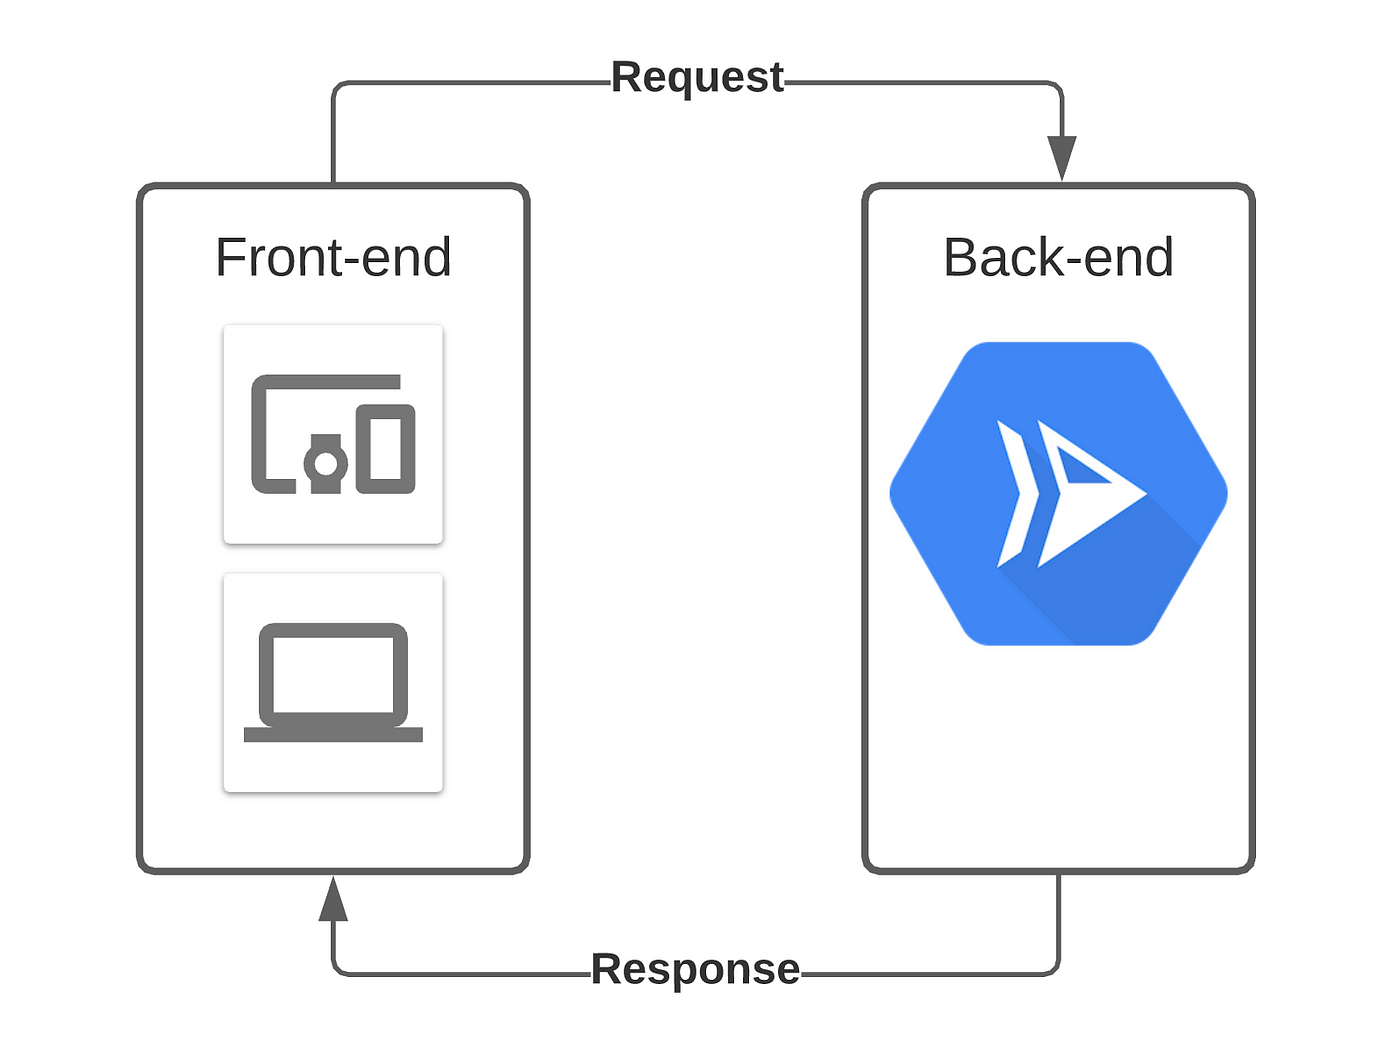 Request
Front-end
Back-end
Response